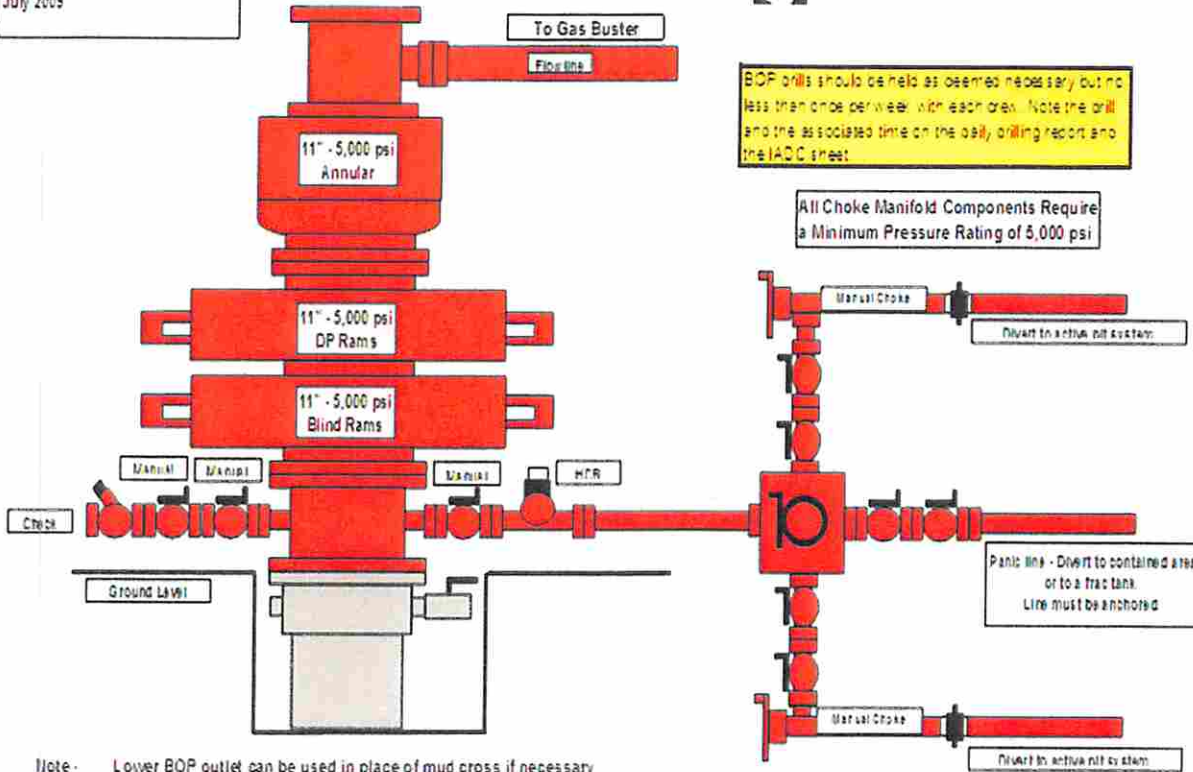 July 2009
To Gas Buster
Flowline
BOP drills should be held as deemed necessary but no
less than once per week with each crew. Note the drill
and the associated time on the daily drilling report and
the IADC sheet
11" - 5,000 psi
Annular
All Choke Manifold Components Require
a Minimum Pressure Rating of 5,000 psi
Manual Choke
Divert to active pit system
11" - 5,000 psi
DP Rams
11" - 5,000 psi
Blind Rams
Manual
Manual
Manual
HCR
Check
Panic line - Divert to contained area
or to a frac tank
Line must be anchored
Ground Level
Manual Choke
Divert to active pit system
Note - Lower BOP outlet can be used in place of mud cross if necessary